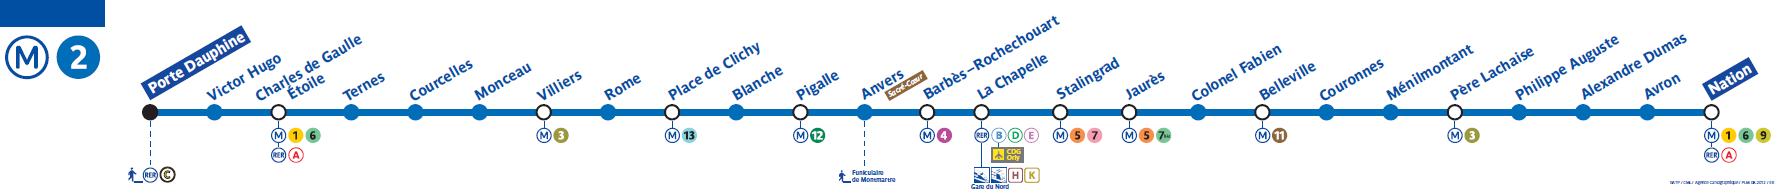 M 2
Porte Dauphine
Victor Hugo
Charles de Gaulle
Étoile
Ternes
Courcelles
Monceau
Villiers
Rome
Place de Clichy
Blanche
Pigalle
Anvers
Sacré-Cœur
Barbès–Rochechouart
La Chapelle
Stalingrad
Jaurès
Colonel Fabien
Belleville
Couronnes
Ménilmontant
Père Lachaise
Philippe Auguste
Alexandre Dumas
Avron
Nation
RER C
M 1 6
RER A
M 3
M 13
M 12
Funiculaire
de Montmartre
M 4
RER B D E
CDG
Orly
H K
Gare du Nord
M 5 7
M 5 7bis
M 11
M 3
M 1 6 9
RER A